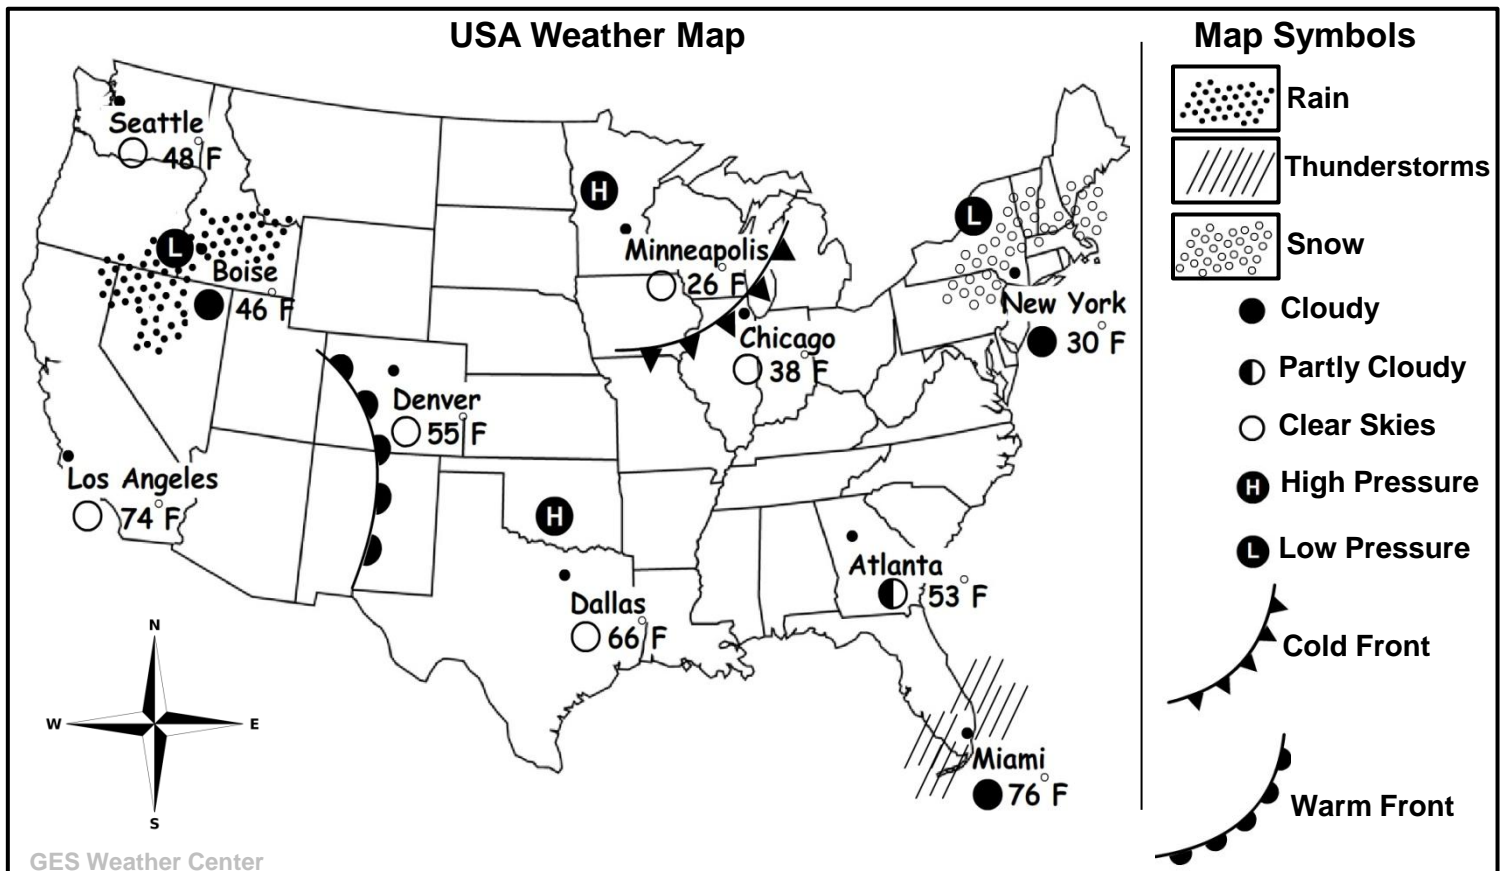 USA Weather Map
Seattle
48°F
H
L
Boise
46°F
Minneapolis
26°F
L
New York
30°F
Chicago
38°F
Denver
55°F
Los Angeles
74°F
H
Atlanta
53°F
Dallas
66°F
Miami
76°F
N
W
E
S
GES Weather Center
Map Symbols
Rain
Thunderstorms
Snow
Cloudy
Partly Cloudy
Clear Skies
H High Pressure
L Low Pressure
Cold Front
Warm Front